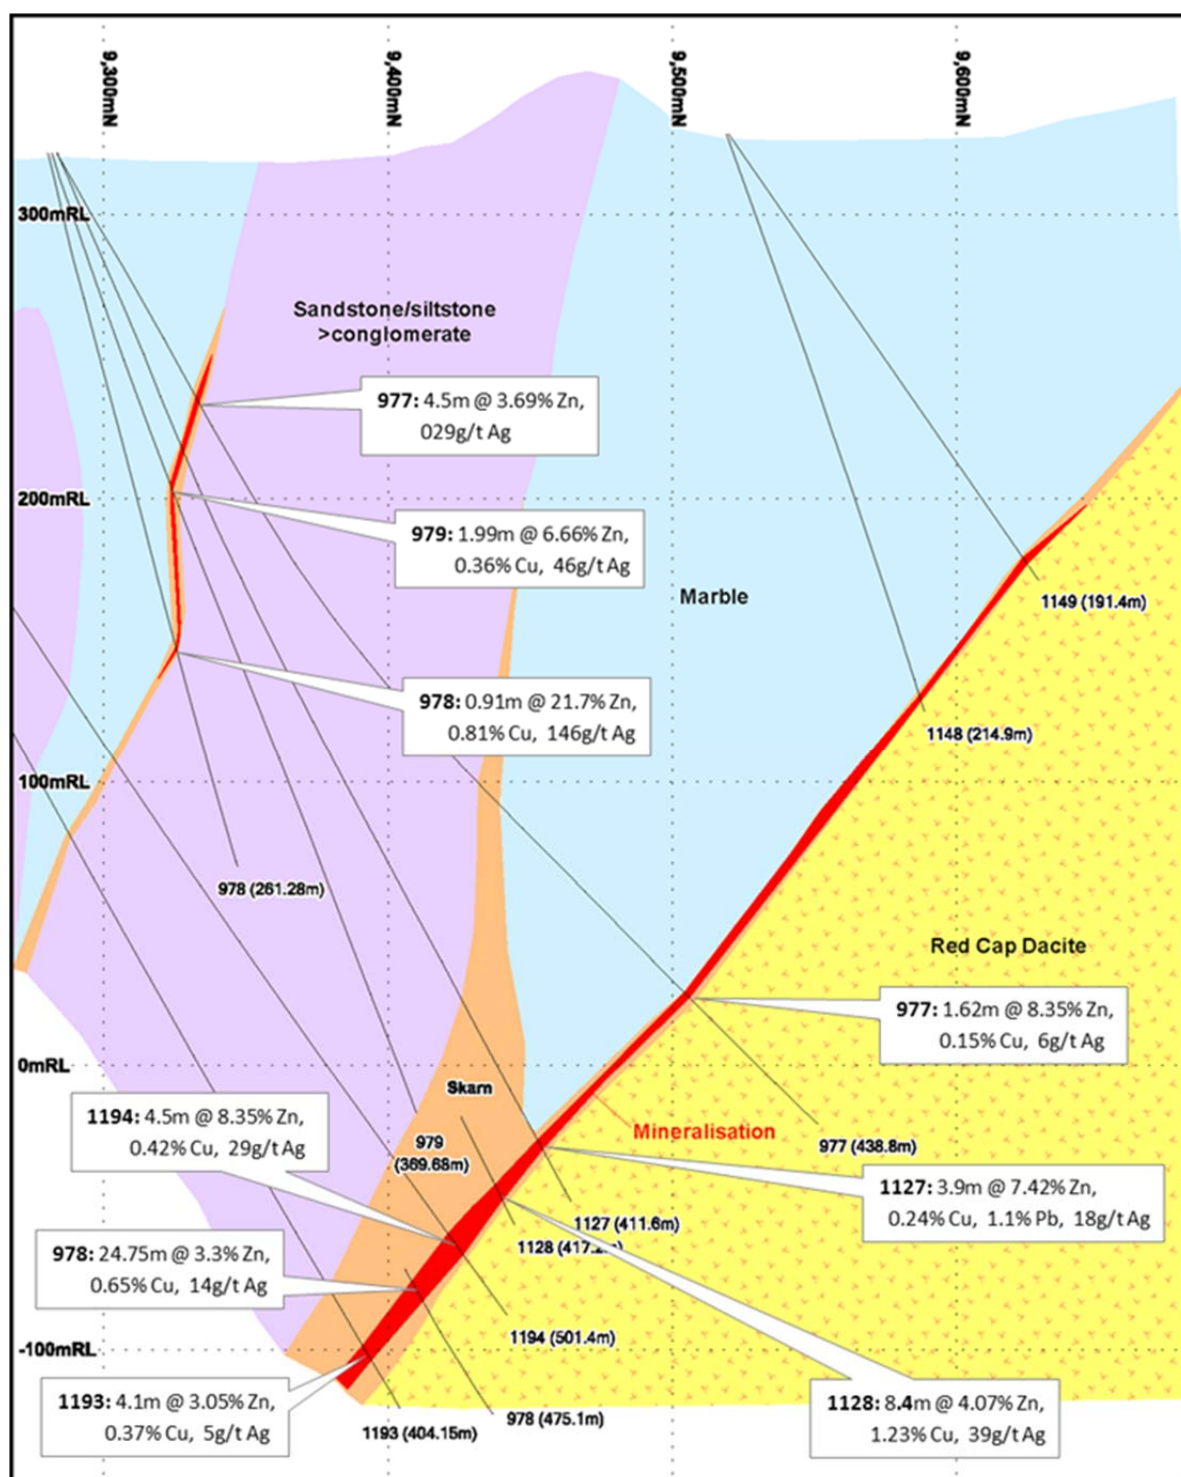 9,300mN
9,400mN
9,500mN
9,600mN
300mRL
Sandstone/siltstone
>conglomerate
977: 4.5m @ 3.69% Zn,
029g/t Ag
200mRL
979: 1.99m @ 6.66% Zn,
0.36% Cu, 46g/t Ag
Marble
1149 (191.4m)
978: 0.91m @ 21.7% Zn,
0.81% Cu, 146g/t Ag
1148 (214.9m)
100mRL
978 (261.28m)
Red Cap Dacite
977: 1.62m @ 8.35% Zn,
0.15% Cu, 6g/t Ag
0mRL
Skarn
1194: 4.5m @ 8.35% Zn,
0.42% Cu, 29g/t Ag
979
(369.68m)
Mineralisation
977 (438.8m)
1127: 3.9m @ 7.42% Zn,
0.24% Cu, 1.1% Pb, 18g/t Ag
1127 (411.6m)
1128 (417.2m)
978: 24.75m @ 3.3% Zn,
0.65% Cu, 14g/t Ag
1194 (501.4m)
-100mRL
1193: 4.1m @ 3.05% Zn,
0.37% Cu, 5g/t Ag
1193 (404.15m)
978 (475.1m)
1128: 8.4m @ 4.07% Zn,
1.23% Cu, 39g/t Ag